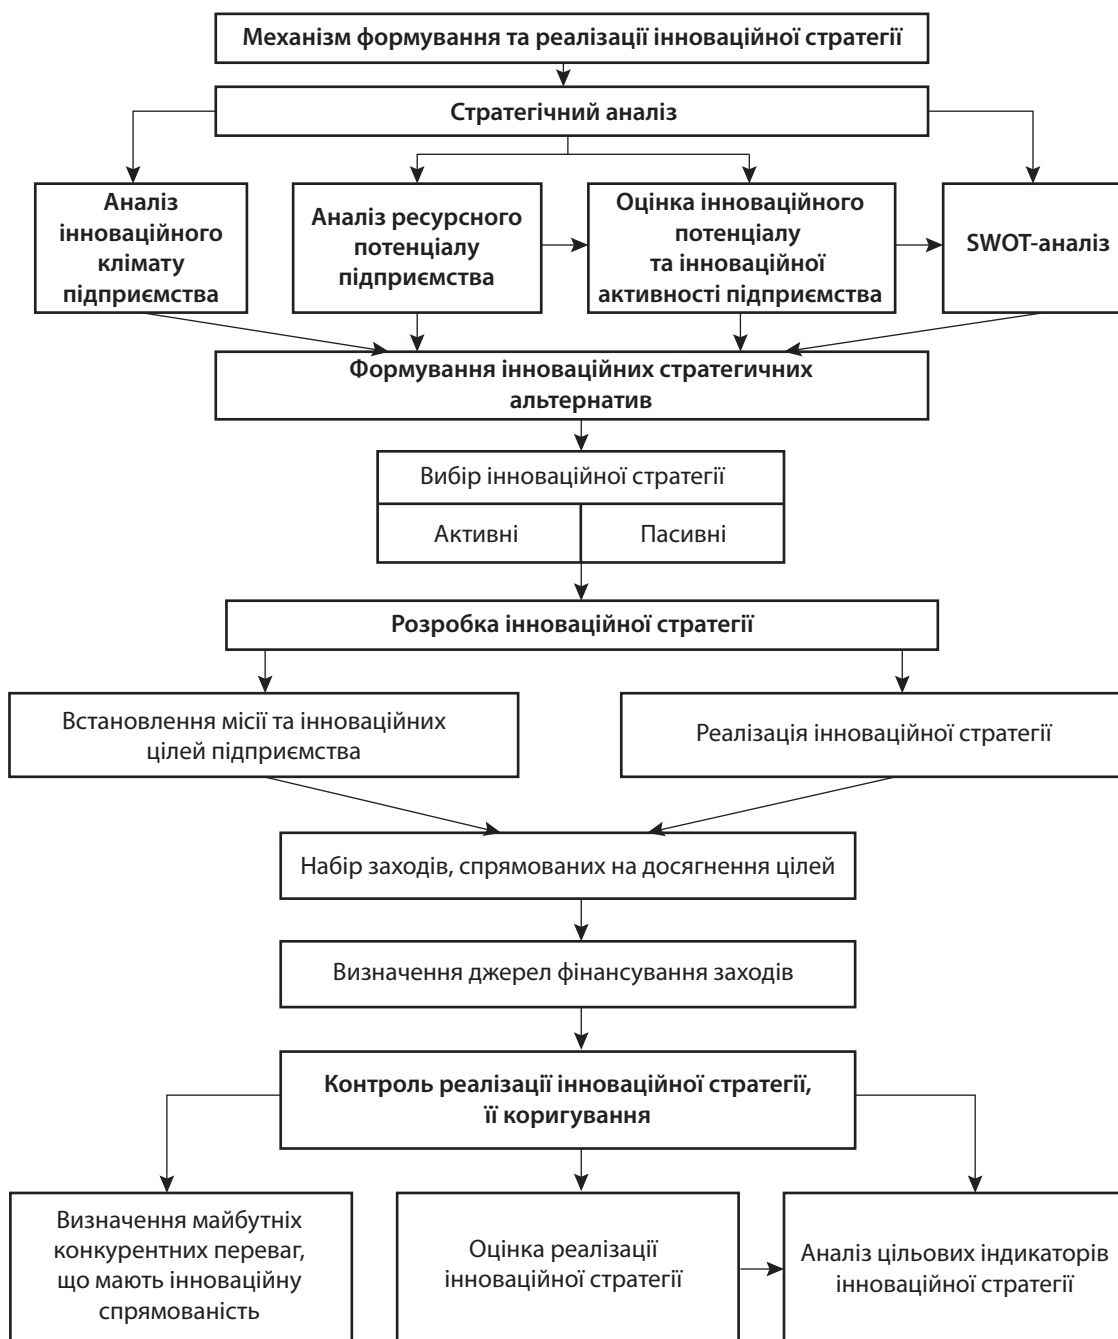 Механізм формування та реалізації інноваційної стратегії
Стратегічний аналіз
Аналіз
інноваційного
клімату
підприємства
Аналіз ресурсного
потенціалу
підприємства
Оцінка інноваційного
потенціалу
та інноваційної
активності підприємства
SWOT-аналіз
Формування інноваційних стратегичних
альтернатив
Вибір інноваційної стратегії
Активні
Пасивні
Розробка інноваційної стратегії
Встановлення місії та інноваційних
цілей підприємства
Реалізація інноваційної стратегії
Набір заходів, спрямованих на досягнення цілей
Визначення джерел фінансування заходів
Контроль реалізації інноваційної стратегії,
її коригування
Визначення майбутніх
конкурентних переваг,
що мають інноваційну
спрямованість
Оцінка реалізації
інноваційної стратегії
Аналіз цільових індикаторів
інноваційної стратегії